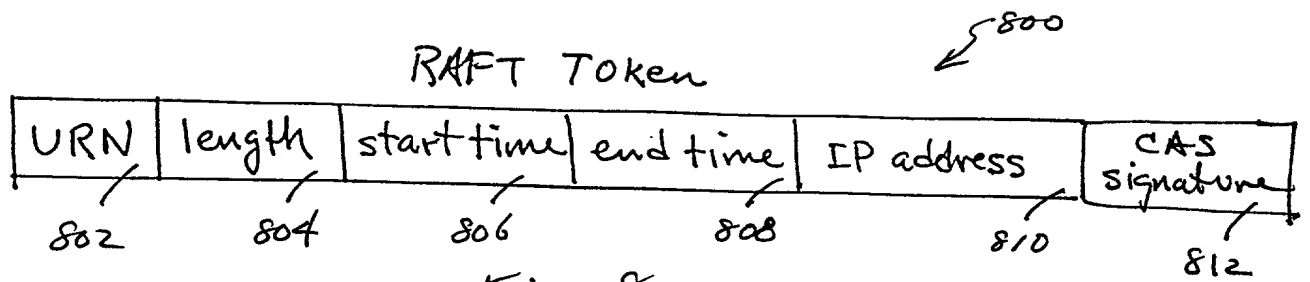 800
RAFT Token
URN length start time end time IP address CAS signature
802 804 806 808 810 812